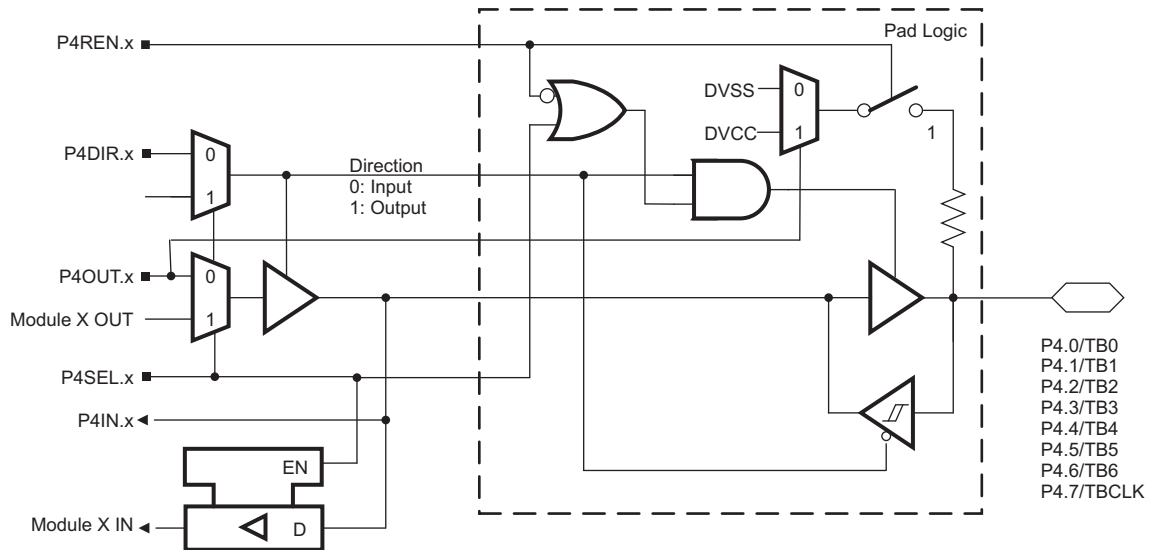 Pad Logic
P4REN.x
DVSS
0
DVCC
1
1
P4DIR.x
0
1
Direction
0: Input
1: Output
P4OUT.x
0
Module X OUT
1
P4SEL.x
P4IN.x
EN
Module X IN
D
P4.0/TB0
P4.1/TB1
P4.2/TB2
P4.3/TB3
P4.4/TB4
P4.5/TB5
P4.6/TB6
P4.7/TBCLK